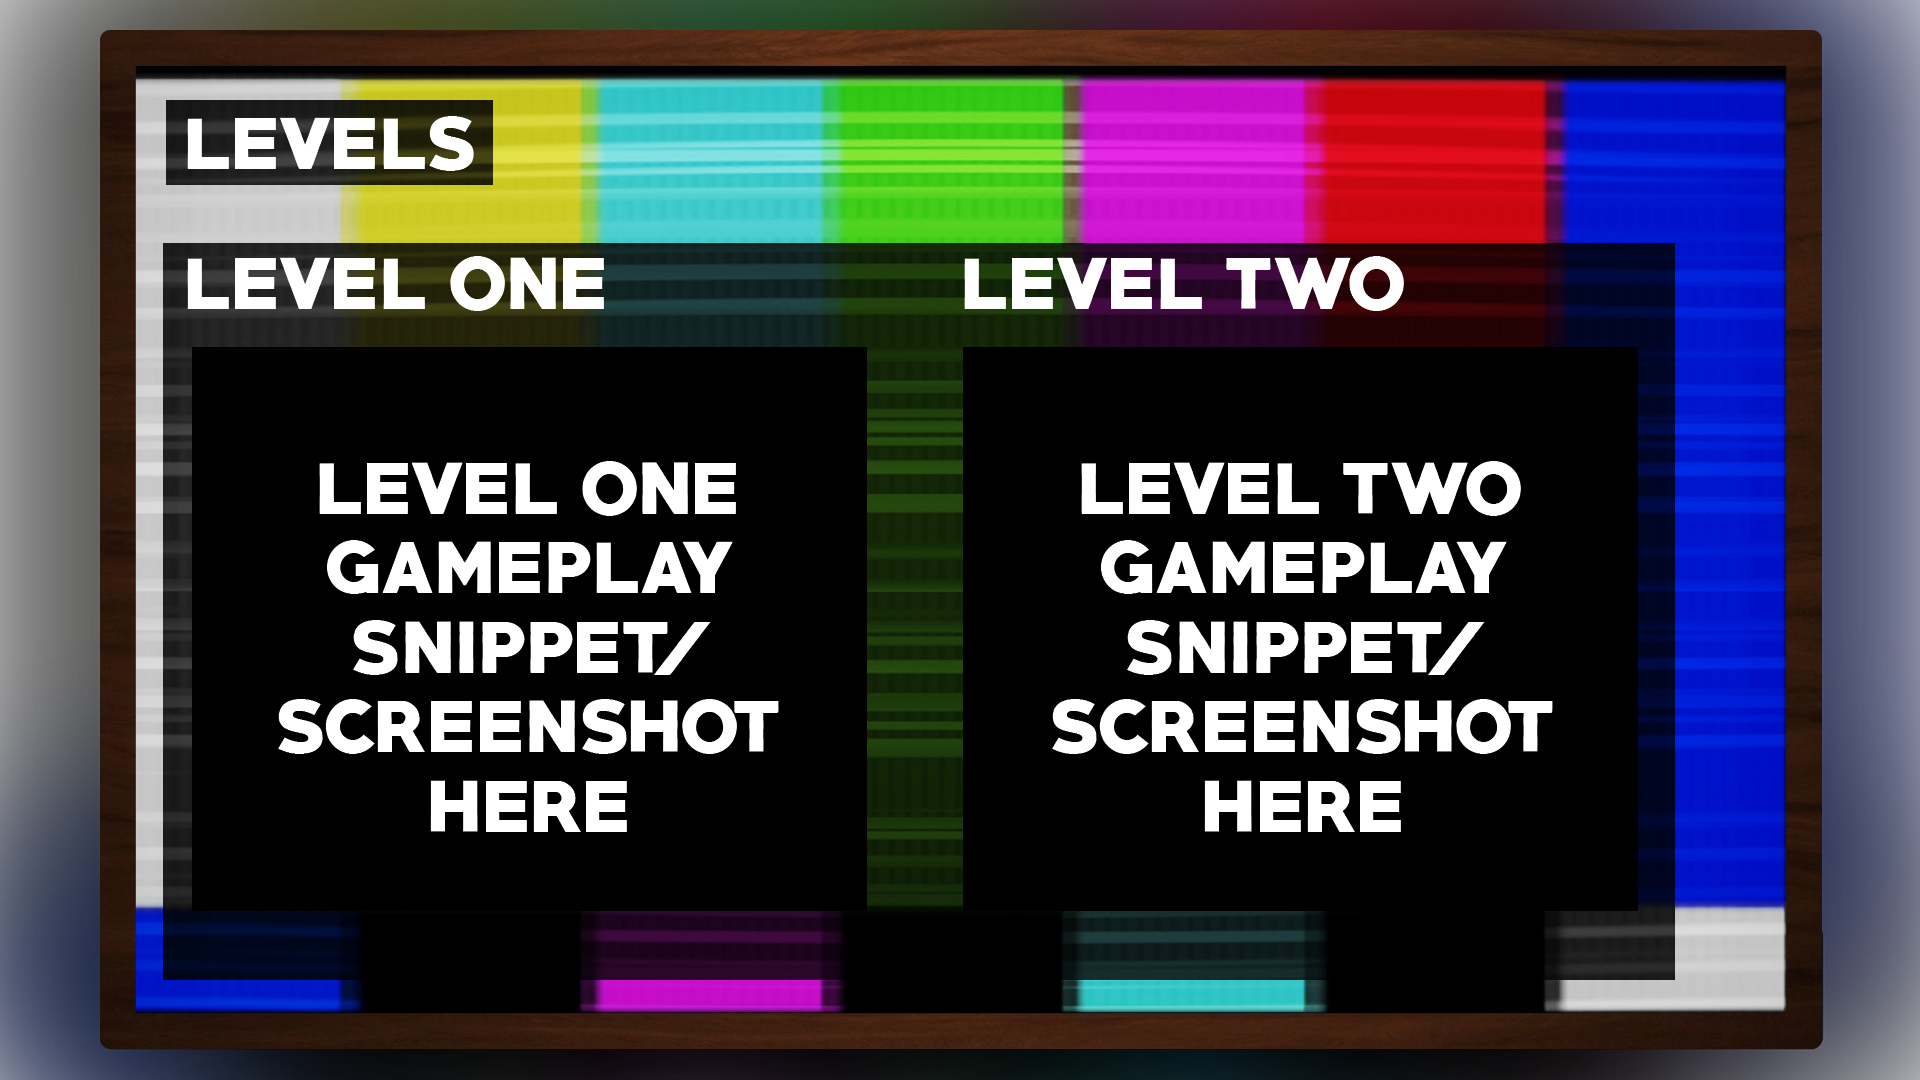 LEVELS
LEVEL ONE
LEVEL TWO
LEVEL ONE
GAMEPLAY
SNIPPET/
SCREENSHOT
HERE
LEVEL TWO
GAMEPLAY
SNIPPET/
SCREENSHOT
HERE